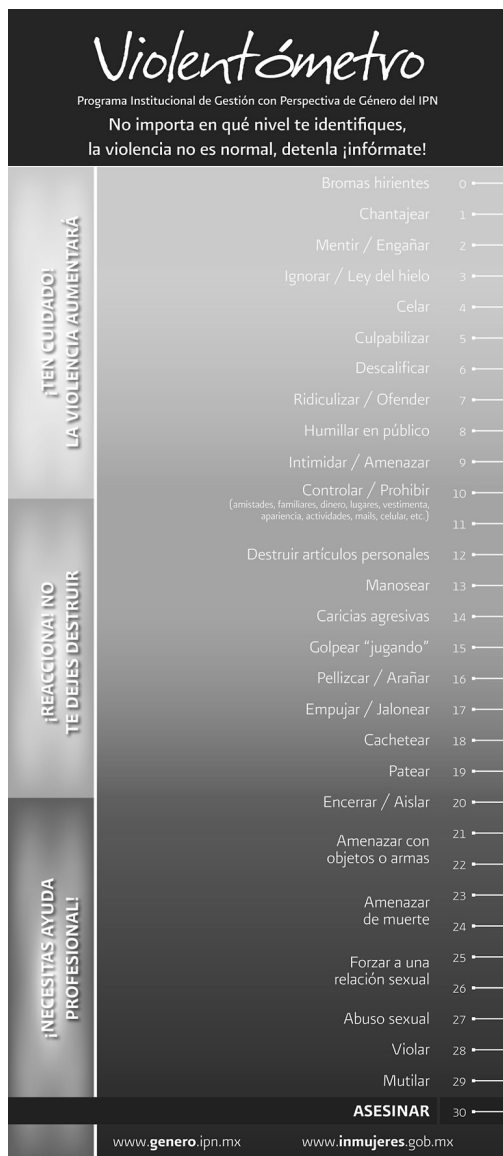 Violentómetro
Programa Institucional de Gestión con Perspectiva de Género del IPN
No importa en qué nivel te identifiques,
la violencia no es normal, detenla ¡infórmate!
¡TEN CUIDADO!
LA VIOLENCIA AUMENTARÁ
Bromas hirientes 0
Chantajear 1
Mentir / Engañar 2
Ignorar / Ley del hielo 3
Celar 4
Culpabilizar 5
Descalificar 6
Ridiculizar / Ofender 7
Humillar en público 8
Intimidar / Amenazar 9
Controlar / Prohibir 10
(amistades, familiares, dinero, lugares, vestimenta,
apariencia, actividades, mails, celular, etc.)
11
¡REACCIONA! NO
TE DEJES DESTRUIR
Destruir artículos personales 12
Manosear 13
Caricias agresivas 14
Golpear “jugando” 15
Pellizcar / Arañar 16
Empujar / Jalonear 17
Cachetear 18
Patear 19
¡NECESITAS AYUDA
PROFESIONAL!
Encerrar / Aislar 20
21
Amenazar con
objetos o armas
22
23
Amenazar
de muerte
24
25
Forzar a una
relación sexual
26
Abuso sexual 27
Violar 28
Mutilar 29
ASESINAR 30
www.genero.ipn.mx www.inmujeres.gob.mx